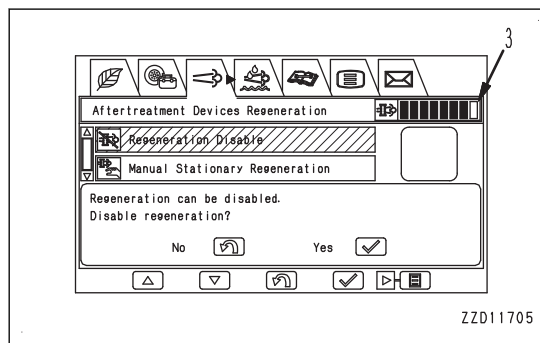 3
Aftertreatment Devices Regeneration
Regeneration Disable
Manual Stationary Regeneration
Regeneration can be disabled.
Disable regeneration?
No Yes
ZZD11705